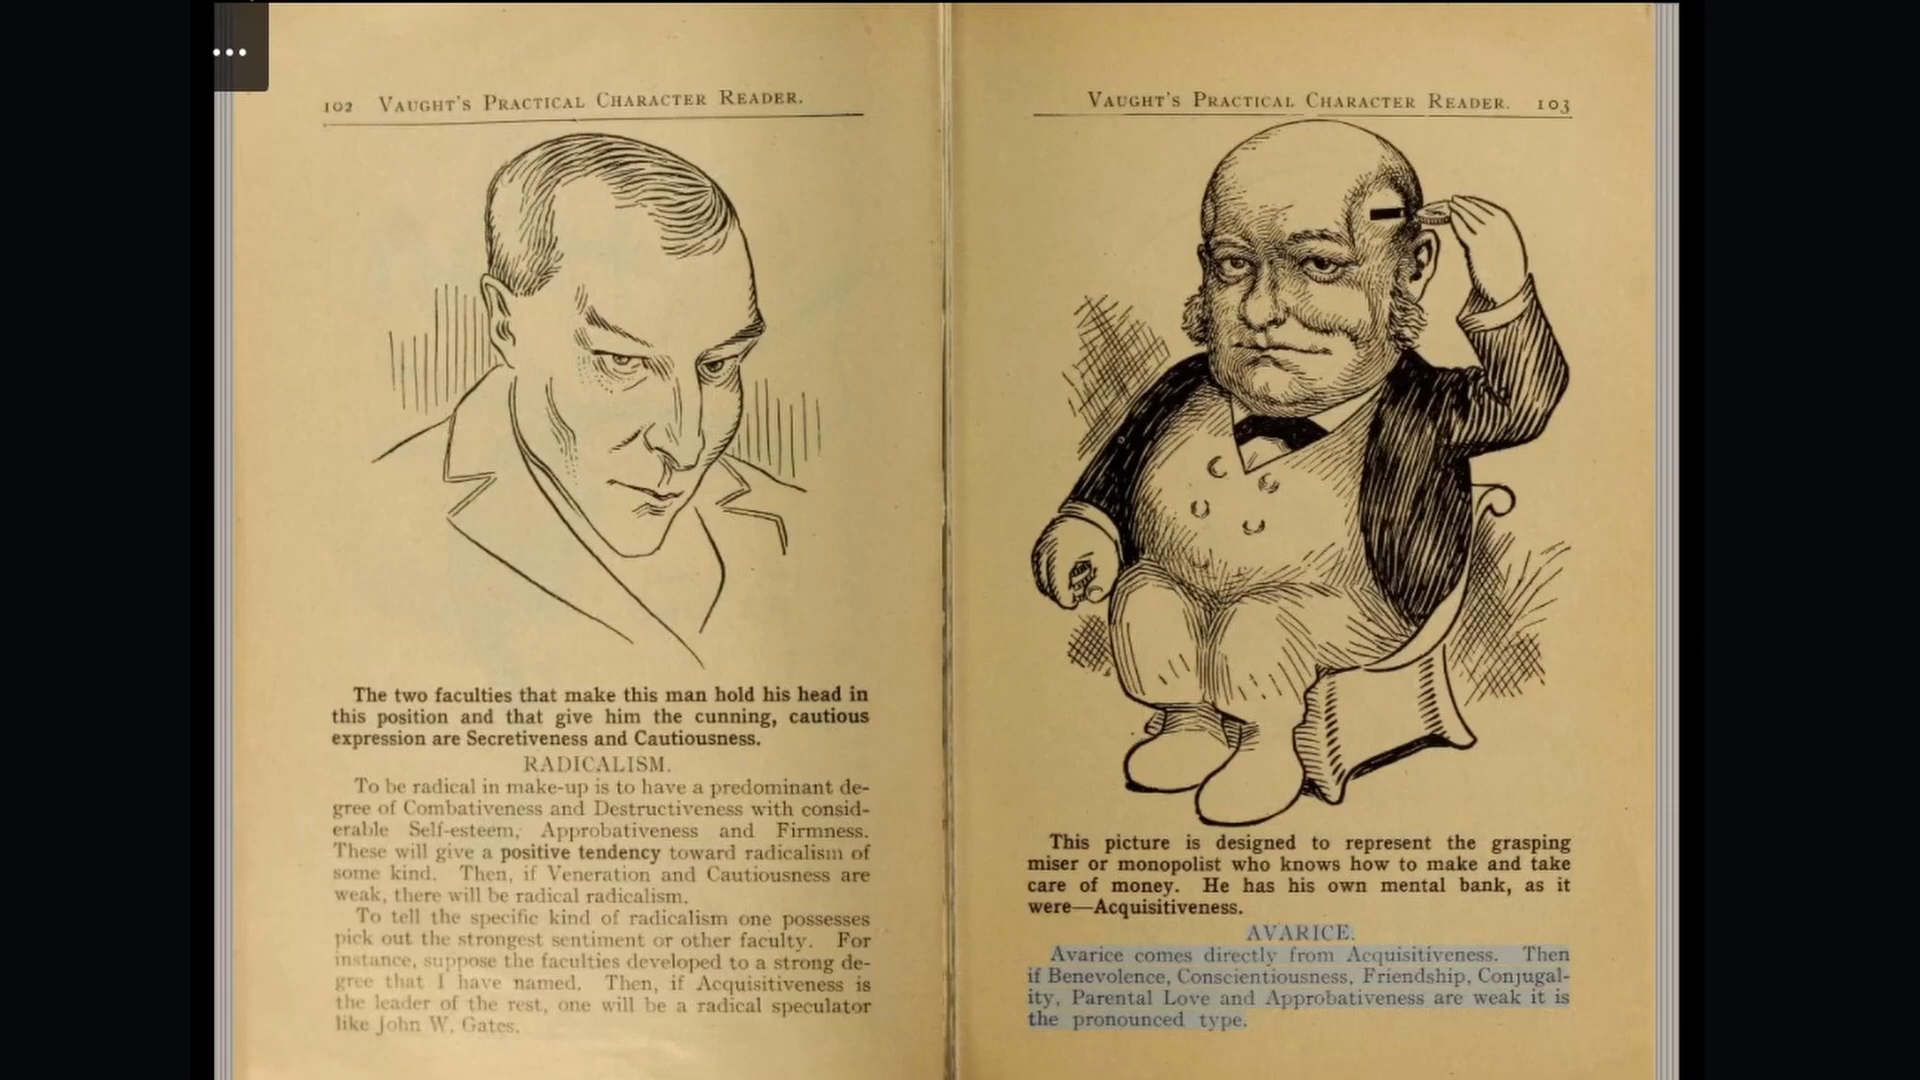 102 VAUGHT'S PRACTICAL CHARACTER READER.
The two faculties that make this man hold his head in
this position and that give him the cunning, cautious
expression are Secretiveness and Cautiousness.
RADICALISM.
To be radical in make-up is to have a predominant de-
gree of Combativeness and Destructiveness with consid-
erable Self-esteem, Approbativeness and Firmness.
These will give a positive tendency toward radicalism of
some kind. Then, if Veneration and Cautiousness are
weak, there will be radical radicalism.
To tell the specific kind of radicalism one possesses
pick out the strongest sentiment or other faculty. For
instance, suppose the faculties developed to a strong de-
gree that I have named. Then, if Acquisitiveness is
the leader of the rest, one will be a radical speculator
like John W. Gates.
VAUGHT'S PRACTICAL CHARACTER READER. 103
This picture is designed to represent the grasping
miser or monopolist who knows how to make and take
care of money. He has his own mental bank, as it
were—Acquisitiveness.
AVARICE.
Avarice comes directly from Acquisitiveness. Then
if Benevolence, Conscientiousness, Friendship, Conjugal-
ity, Parental Love and Approbativeness are weak it is
the pronounced type.